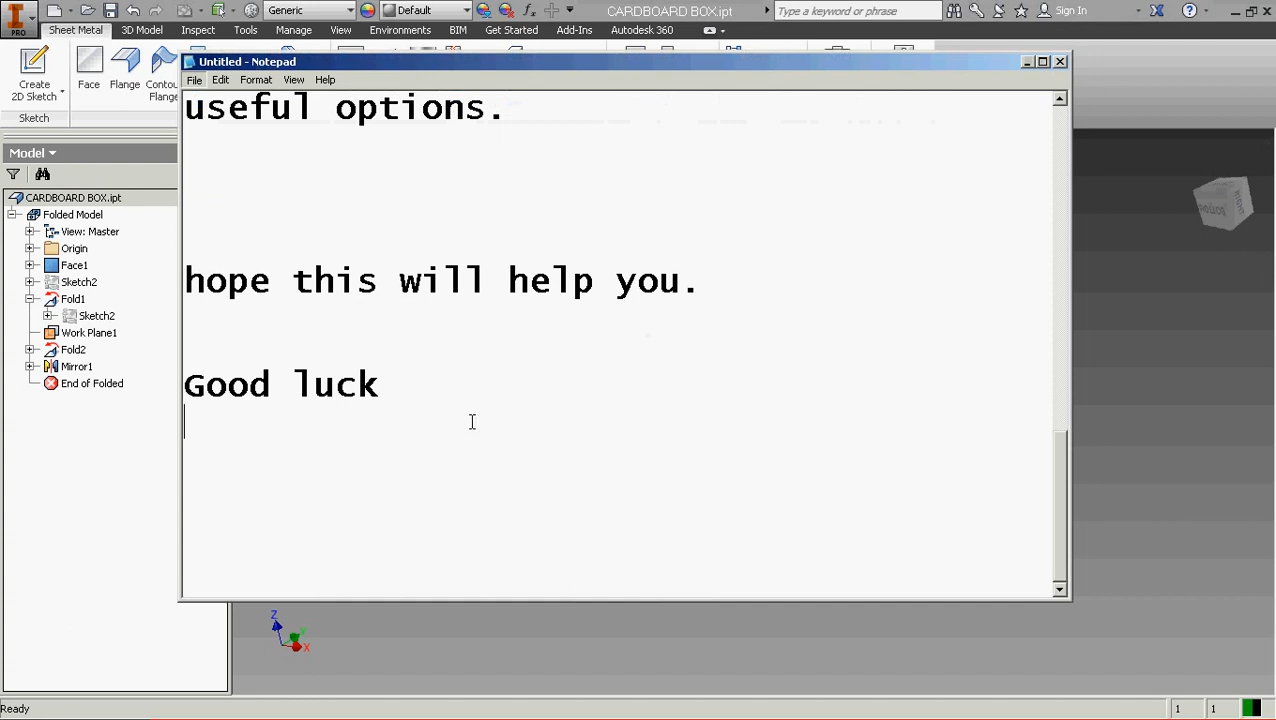 PRO
Generic
Default
CARDBOARD BOX.ipt
Type a keyword or phrase
Sign In
Sheet Metal
3D Model
Inspect
Tools
Manage
View
Environments
BIM
Get Started
Add-Ins
Autodesk 360
Create
2D Sketch
Face
Flange
Contou
Flange
Sketch
Untitled - Notepad
File Edit Format View Help
useful options.
hope this will help you.
Good luck
Model
CARDBOARD BOX.ipt
Folded Model
View: Master
Origin
Face1
Sketch2
Fold1
Sketch2
Work Plane1
Fold2
Mirror1
End of Folded
Z
Y
X
Ready
1 1